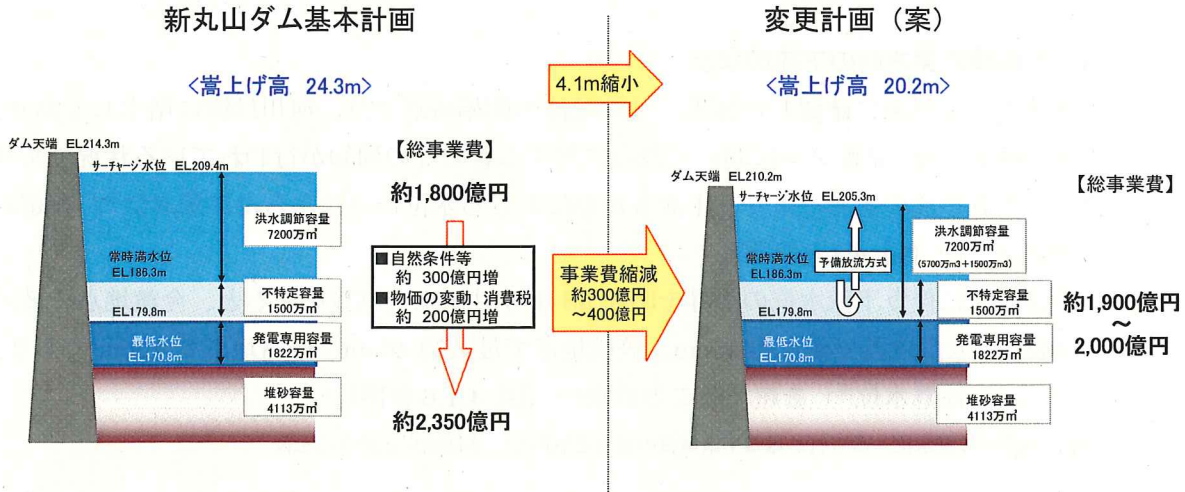 新丸山ダム基本計画
<嵩上げ高 24.3m>
ダム天端 EL214.3m
サーチャージ水位 EL209.4m
洪水調節容量
7200万㎥
常時満水位
EL186.3m
不特定容量
1500万㎥
EL179.8m
発電専用容量
1822万㎥
最低水位
EL170.8m
堆砂容量
4113万㎥
【総事業費】
約1,800億円
■自然条件等
約 300億円増
■物価の変動、消費税
約 200億円増
約2,350億円
4.1m縮小
事業費縮減
約300億円
～400億円
変更計画（案）
<嵩上げ高 20.2m>
ダム天端 EL210.2m
サーチャージ水位 EL205.3m
洪水調節容量
7200万㎥
(5700万m3＋1500万m3)
常時満水位
EL186.3m
予備放流方式
不特定容量
1500万㎥
EL179.8m
発電専用容量
1822万㎥
最低水位
EL170.8m
堆砂容量
4113万㎥
【総事業費】
約1,900億円
～
2,000億円